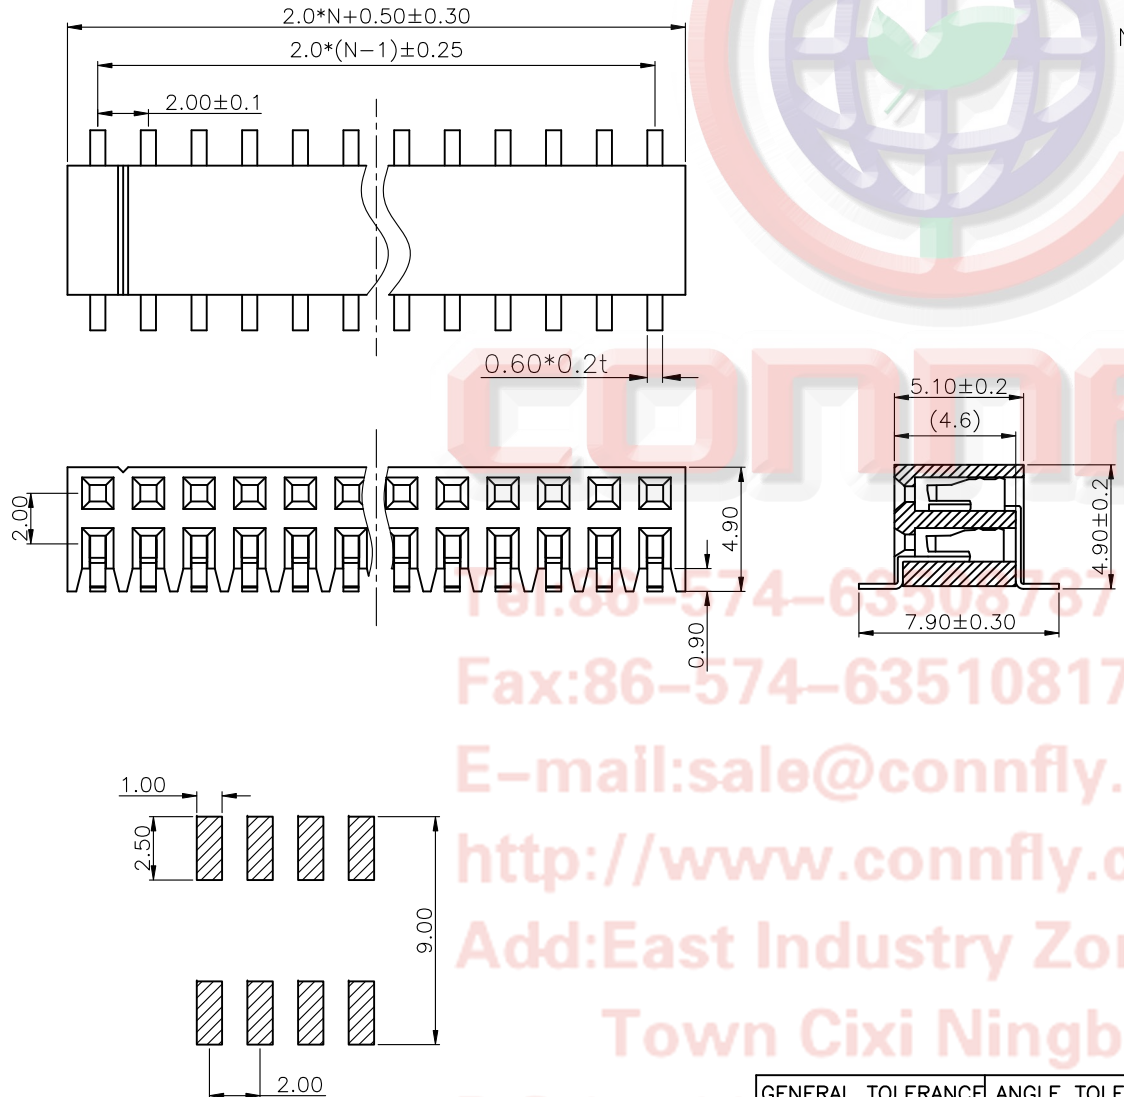 2.0*N+0.50±0.30
2.0*(N-1)±0.25
2.00±0.1
0.60*0.2t
5.10±0.2
(4.6)
2.00
4.90
4.90±0.2
0.90
7.90±0.30
Tel:86-574-63508787
Fax:86-574-63510817
E-mail:sale@connfly.
http://www.connfly.c
Add:East Industry Zon
Town Cixi Ningb
1.00
2.50
9.00
2.00
GENERAL TOLERANCE
ANGLE TOLE